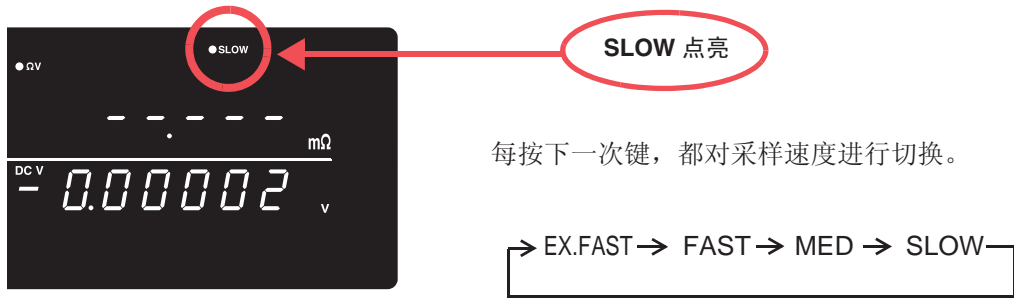 ●SLOW
●ΩV
- - - - -.
mΩ
DC V
- 0.00002 V
SLOW 点亮
每按下一次键，都对采样速度进行切换。
→ EX.FAST → FAST → MED → SLOW